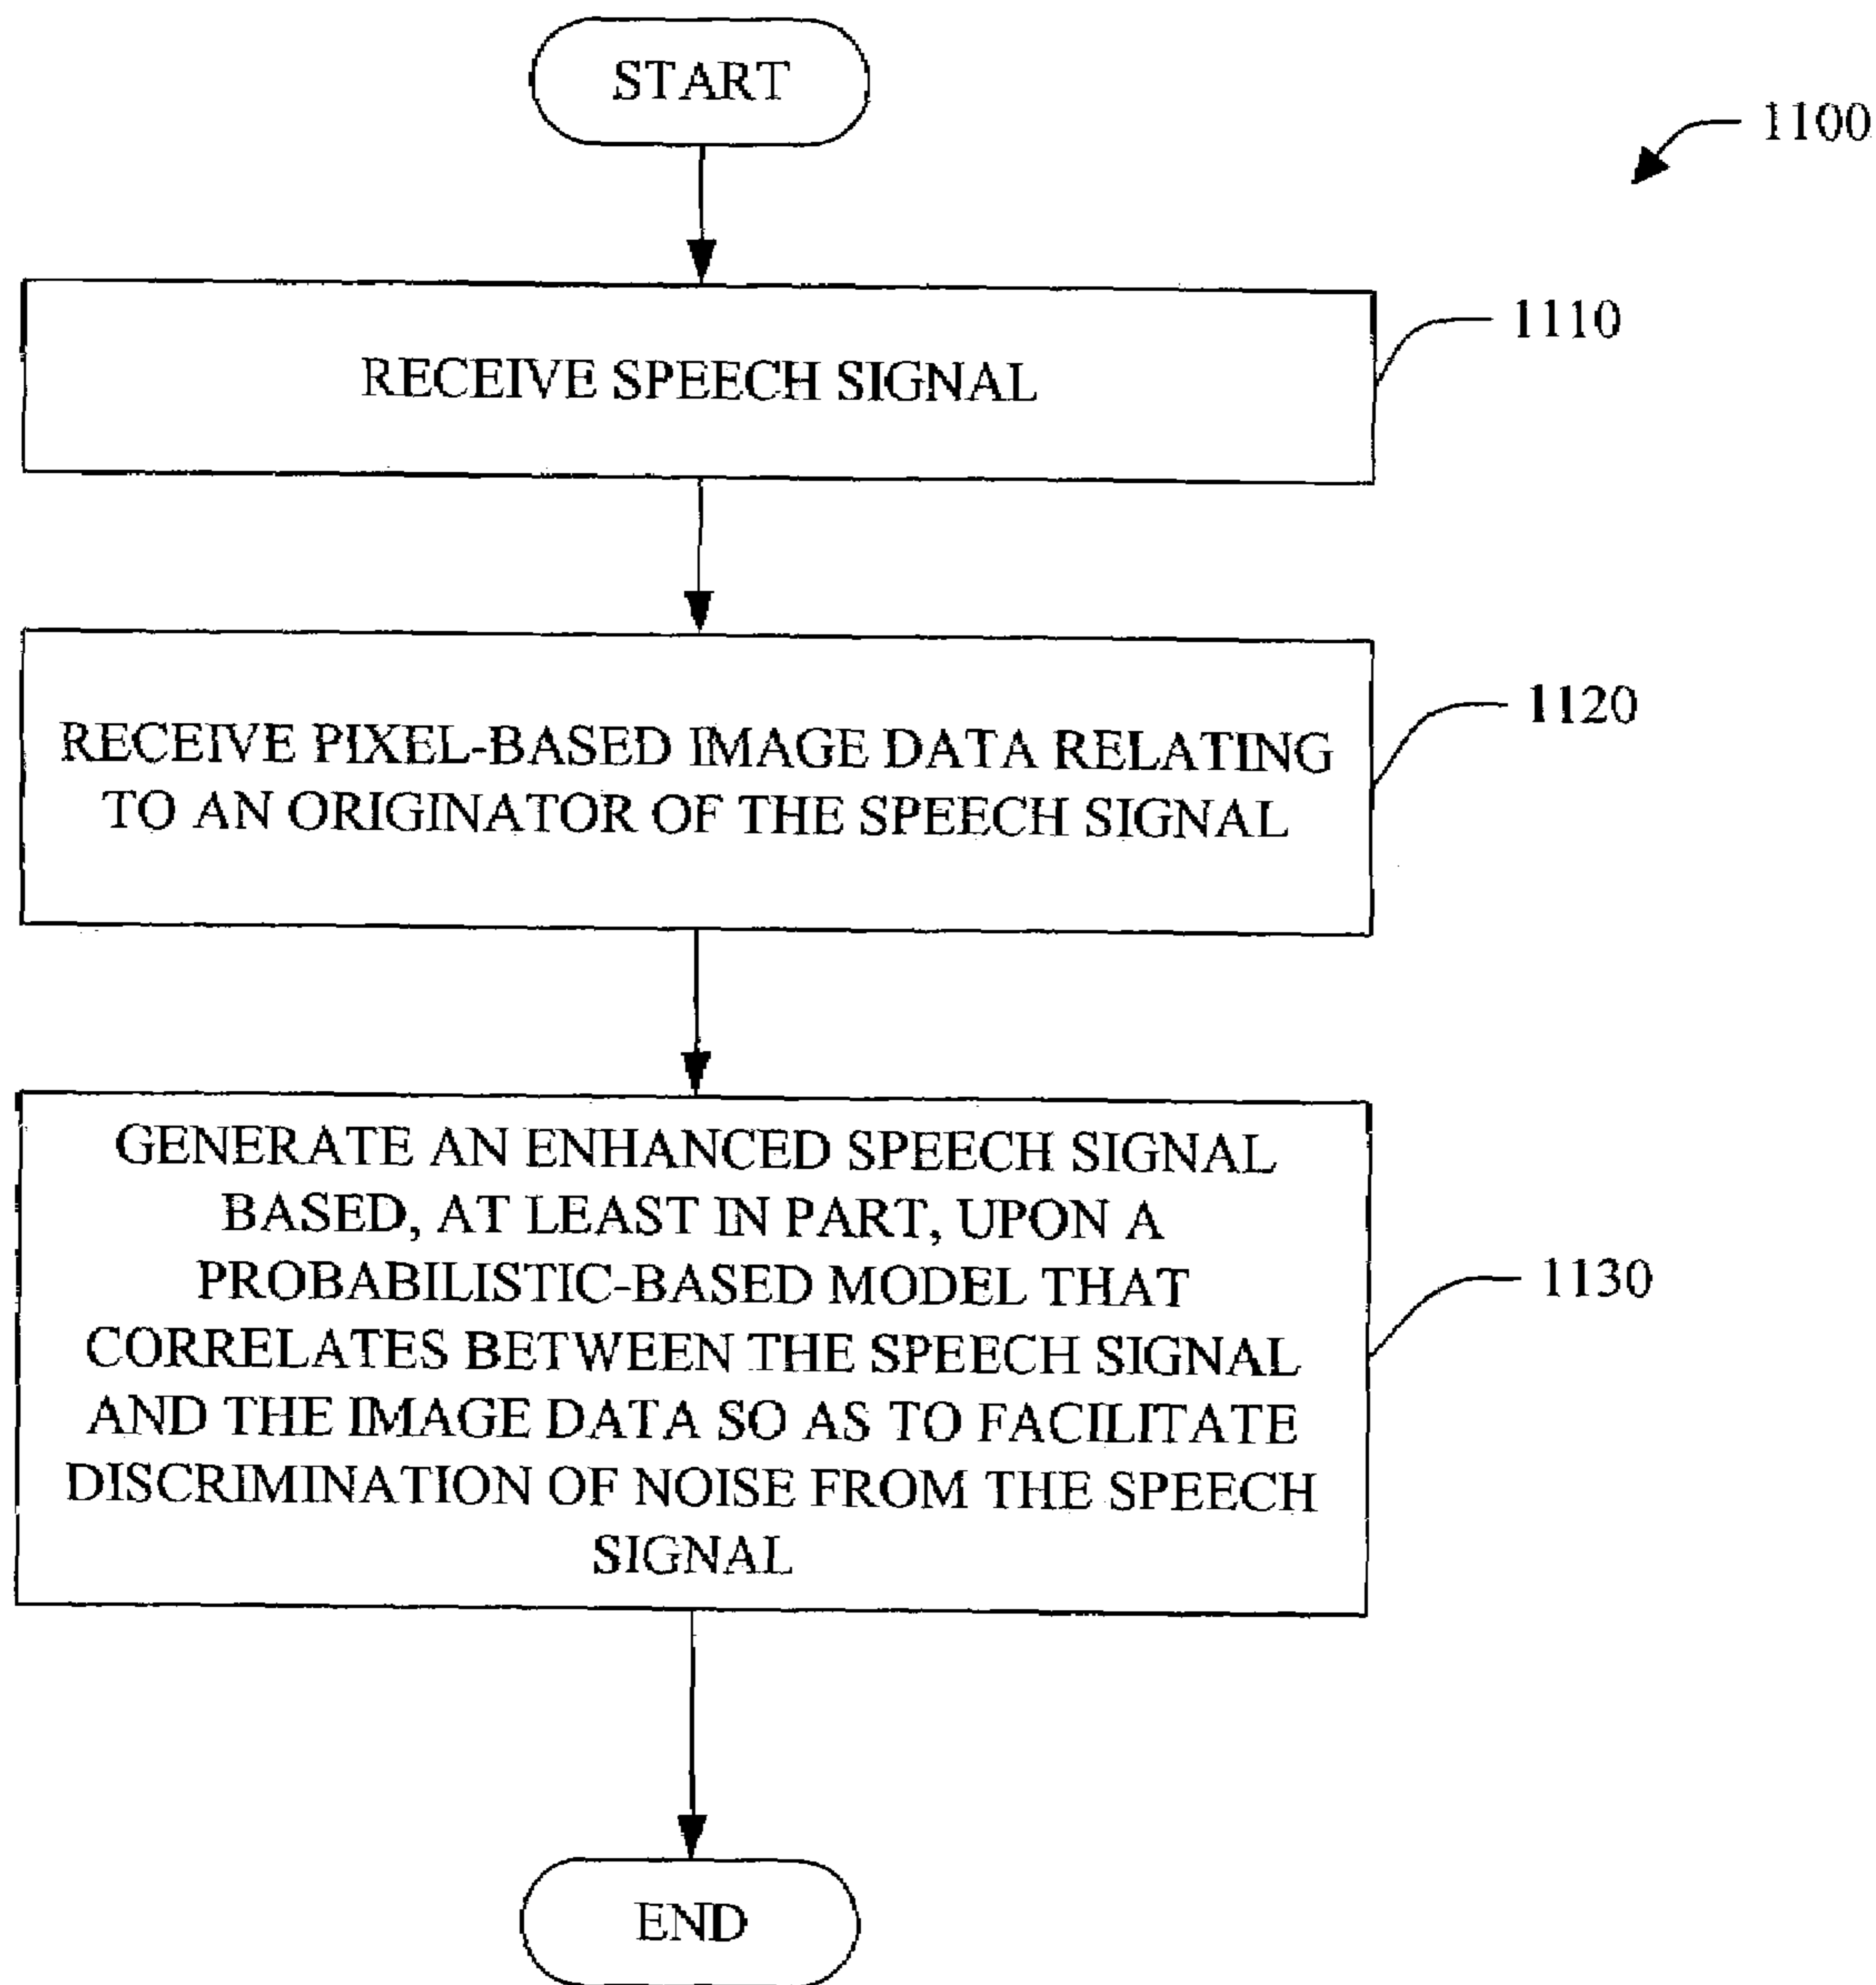 START
1100
RECEIVE SPEECH SIGNAL
1110
RECEIVE PIXEL-BASED IMAGE DATA RELATING
TO AN ORIGINATOR OF THE SPEECH SIGNAL
1120
GENERATE AN ENHANCED SPEECH SIGNAL
BASED, AT LEAST IN PART, UPON A
PROBABILISTIC-BASED MODEL THAT
CORRELATES BETWEEN THE SPEECH SIGNAL
AND THE IMAGE DATA SO AS TO FACILITATE
DISCRIMINATION OF NOISE FROM THE SPEECH
SIGNAL
1130
END